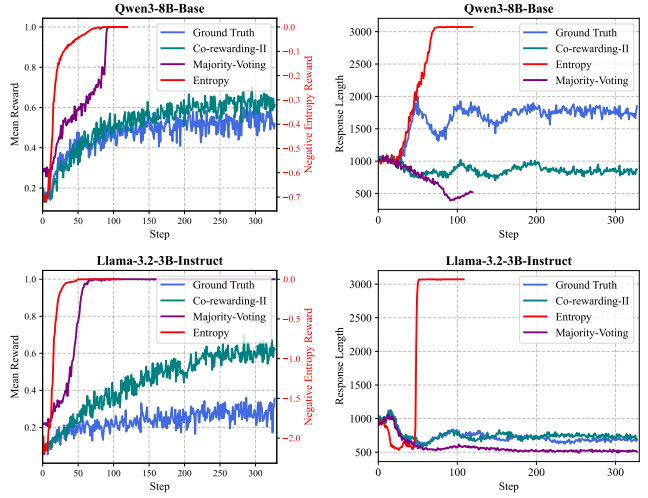 Qwen3-8B-Base
Mean Reward
1.0
0.8
0.6
0.4
0.2
0.0
−0.1
−0.2
−0.3
−0.4
−0.5
−0.6
−0.7
Negative Entropy Reward
Ground Truth
Co-rewarding-II
Majority-Voting
Entropy
0
50
100
150
200
250
300
Step
Qwen3-8B-Base
Response Length
3000
2500
2000
1500
1000
500
Ground Truth
Co-rewarding-II
Entropy
Majority-Voting
0
100
200
300
Step
Llama-3.2-3B-Instruct
Mean Reward
1.0
0.8
0.6
0.4
0.2
0.0
−0.5
−1.0
−1.5
−2.0
Negative Entropy Reward
Ground Truth
Co-rewarding-II
Majority-Voting
Entropy
0
50
100
150
200
250
300
Step
Llama-3.2-3B-Instruct
Response Length
3000
2500
2000
1500
1000
500
Ground Truth
Co-rewarding-II
Entropy
Majority-Voting
0
100
200
300
Step